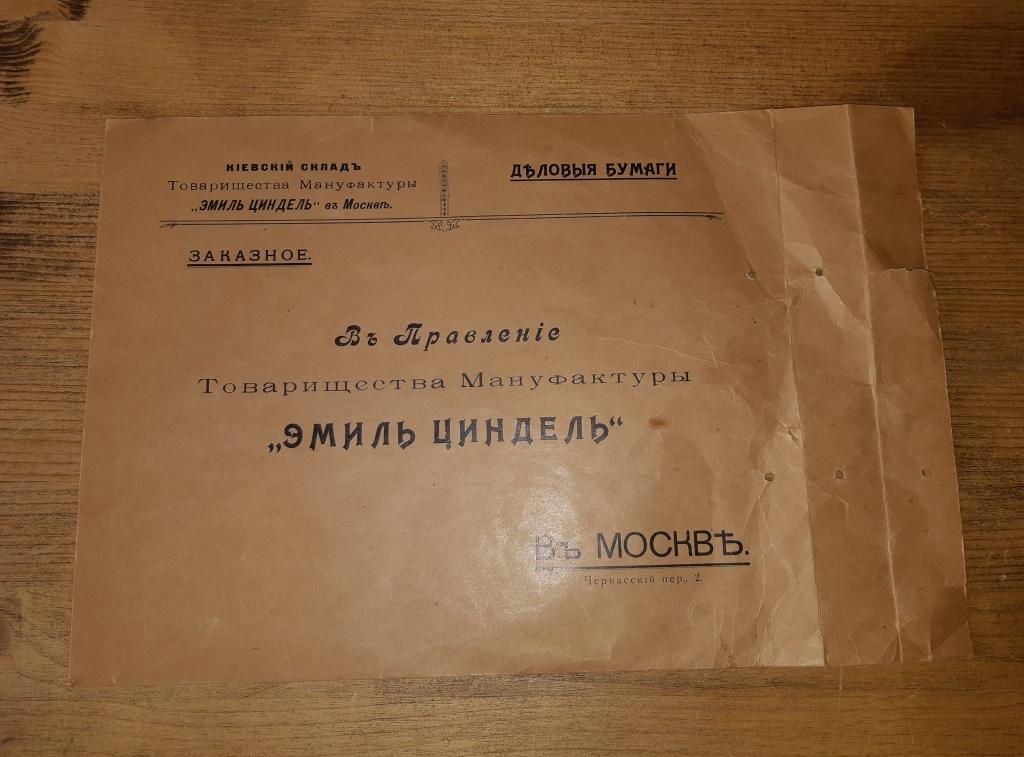 КІЕВСКІЙ СКЛАДЪ
Товарищества Мануфактуры
„ЭМИЛЬ ЦИНДЕЛЬ“ въ Москвѣ.
ДѢЛОВЫЯ БУМАГИ
ЗАКАЗНОЕ.
Въ Правленіе
Товарищества Мануфактуры
„ЭМИЛЬ ЦИНДЕЛЬ“
Въ МОСКВѢ.
Черкасскій пер., 2.